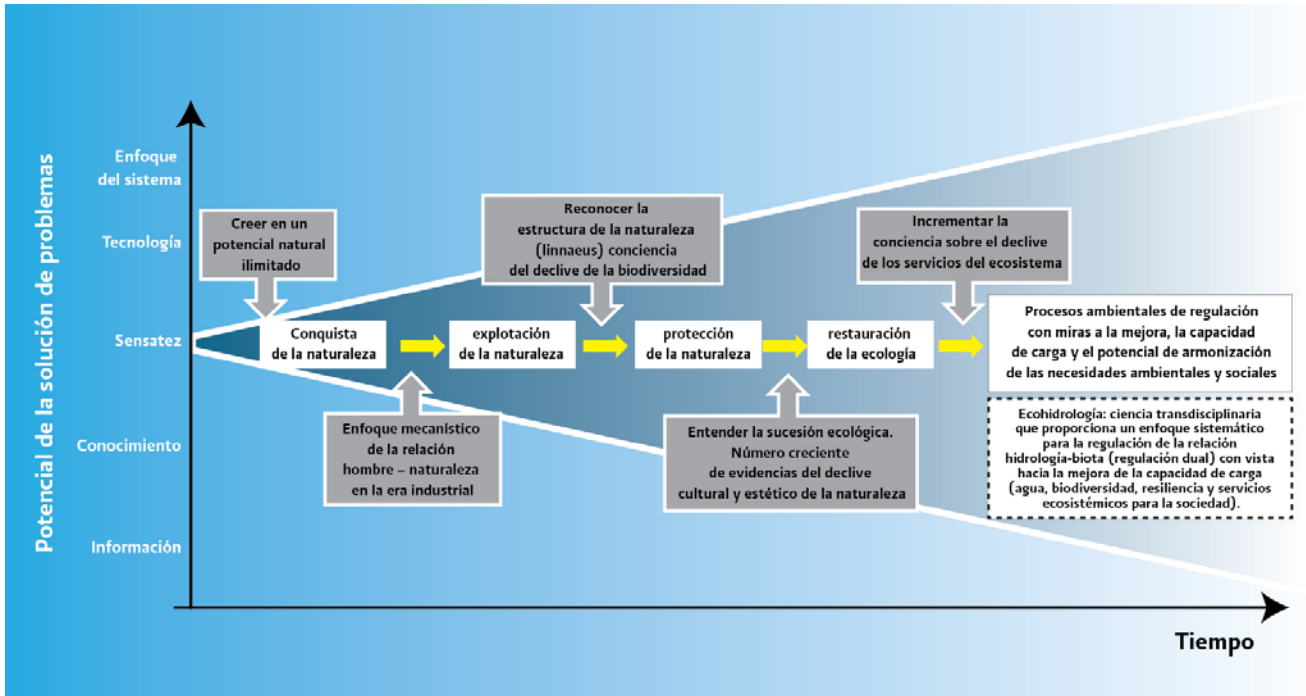 Potencial de la solución de problemas
Enfoque
del sistema
Tecnología
Sensatez
Conocimiento
Información
Creer en un
potencial natural
ilimitado
Reconocer la
estructura de la naturaleza
(linnaeus) conciencia
del declive de la biodiversidad
Incrementar la
conciencia sobre el declive
de los servicios del ecosistema
Conquista
de la naturaleza
explotación
de la naturaleza
protección
de la naturaleza
restauración
de la ecología
Procesos ambientales de regulación
con miras a la mejora, la capacidad
de carga y el potencial de armonización
de las necesidades ambientales y sociales
Enfoque mecanístico
de la relación
hombre – naturaleza
en la era industrial
Entender la sucesión ecológica.
Número creciente
de evidencias del declive
cultural y estético de la naturaleza
Ecohidrología: ciencia transdisciplinaria
que proporciona un enfoque sistemático
para la regulación de la relación
hidrología-biota (regulación dual) con vista
hacia la mejora de la capacidad de carga
(agua, biodiversidad, resiliencia y servicios
ecosistémicos para la sociedad).
Tiempo